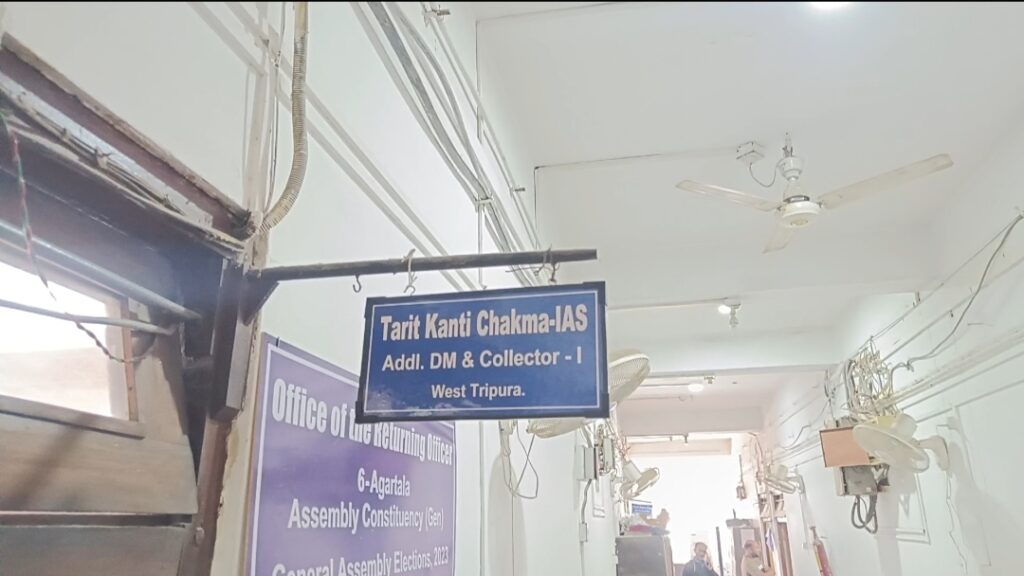 Tarit Kanti Chakma-IAS
Addl. DM & Collector - I
West Tripura.
Office of the Returning Officer
6-Agartala
Assembly Constituency (Gen)
General Assembly Elections, 2023